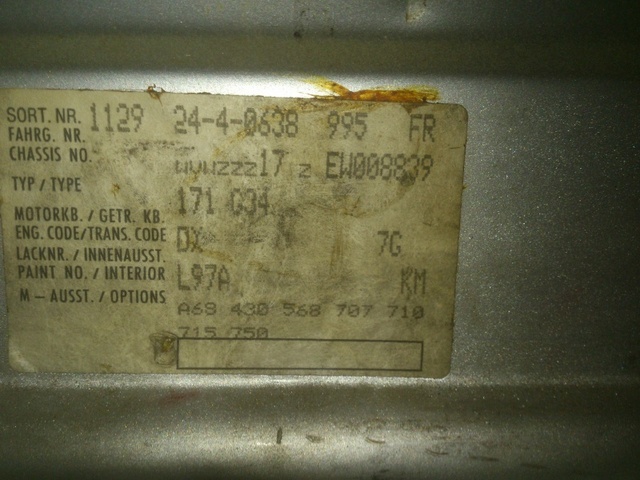 SORT. NR. 1129 24-4-0638 995 FR
FAHRG. NR.
CHASSIS NO. WVWZZZ17 Z EW008839
TYP / TYPE 171 034
MOTORKB. / GETR. KB.
ENG. CODE/TRANS. CODE DX 7G
LACKNR. / INNENAUSST.
PAINT NO. / INTERIOR L97A KM
M – AUSST. / OPTIONS A68 430 568 707 710
715 750